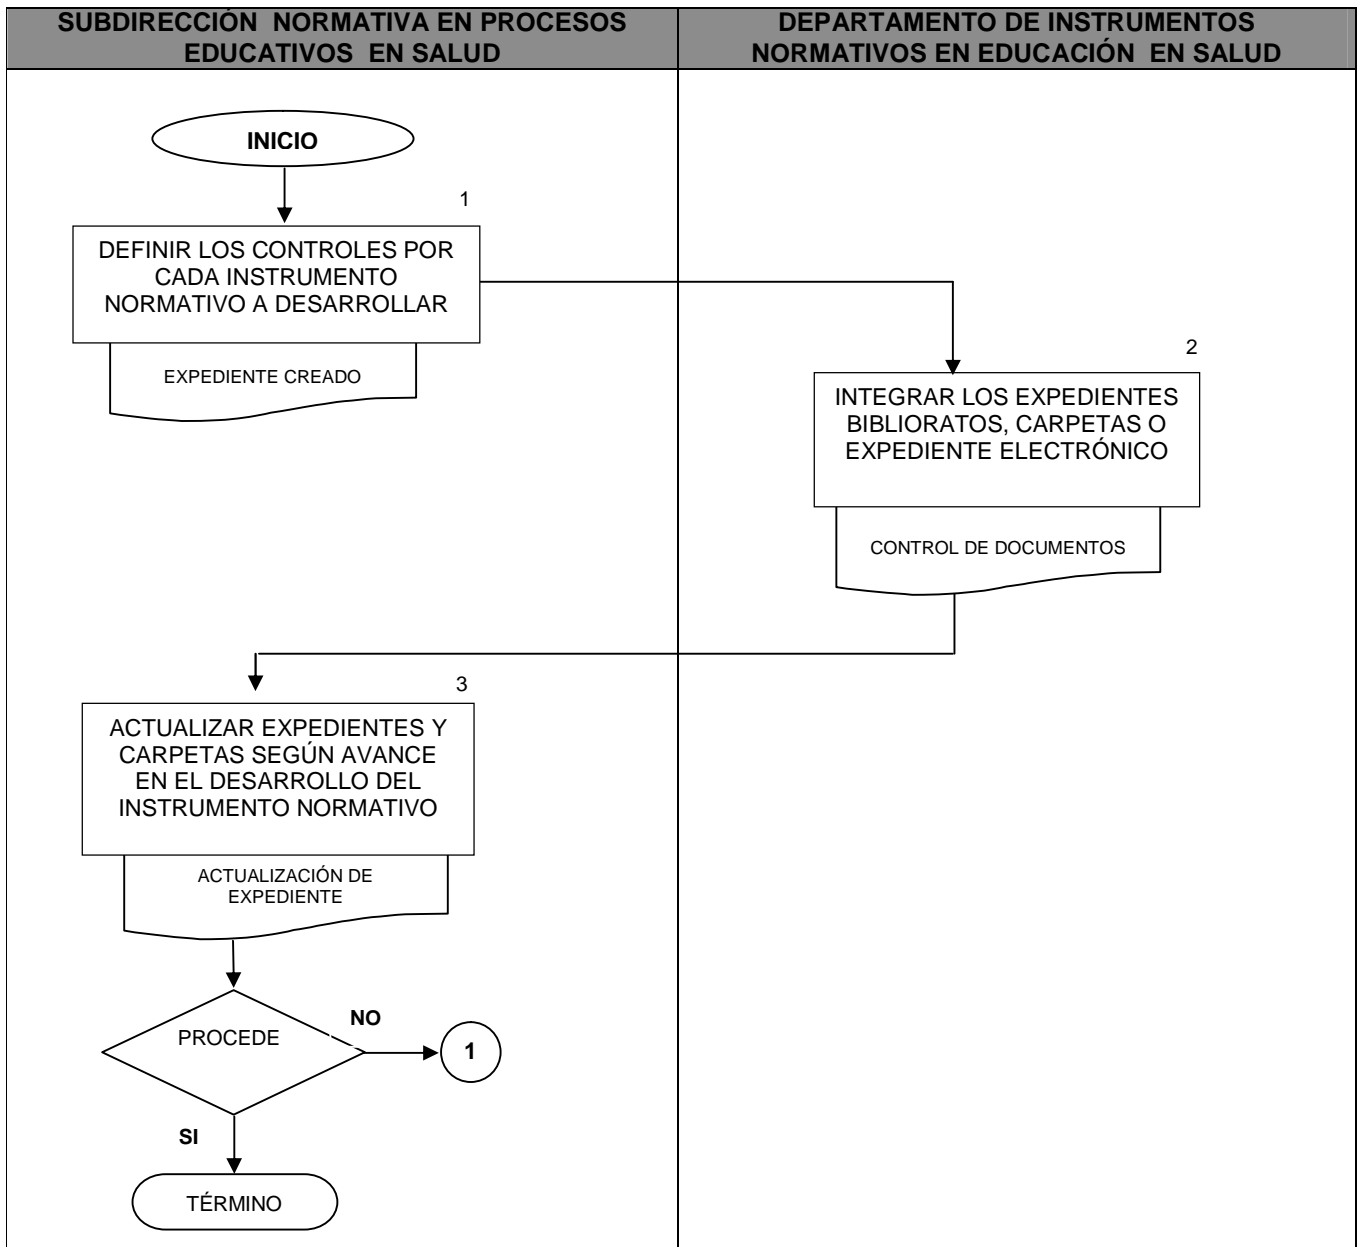 SUBDIRECCIÓN NORMATIVA EN PROCESOS
EDUCATIVOS EN SALUD
DEPARTAMENTO DE INSTRUMENTOS
NORMATIVOS EN EDUCACIÓN EN SALUD
INICIO
1
DEFINIR LOS CONTROLES POR
CADA INSTRUMENTO
NORMATIVO A DESARROLLAR
EXPEDIENTE CREADO
2
INTEGRAR LOS EXPEDIENTES
BIBLIORATOS, CARPETAS O
EXPEDIENTE ELECTRÓNICO
CONTROL DE DOCUMENTOS
3
ACTUALIZAR EXPEDIENTES Y
CARPETAS SEGÚN AVANCE
EN EL DESARROLLO DEL
INSTRUMENTO NORMATIVO
ACTUALIZACIÓN DE
EXPEDIENTE
PROCEDE
NO
1
SI
TÉRMINO